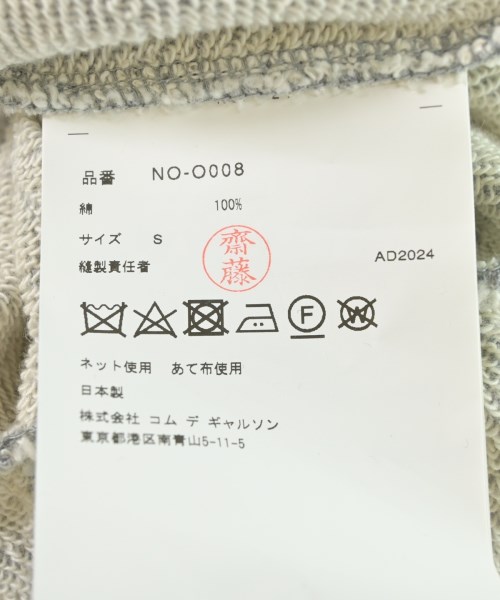 品番 NO-O008
綿 100%
サイズ S
縫製責任者
齋藤
AD2024
F
W
ネット使用 あて布使用
日本製
株式会社 コム デ ギャルソン
東京都港区南青山5-11-5